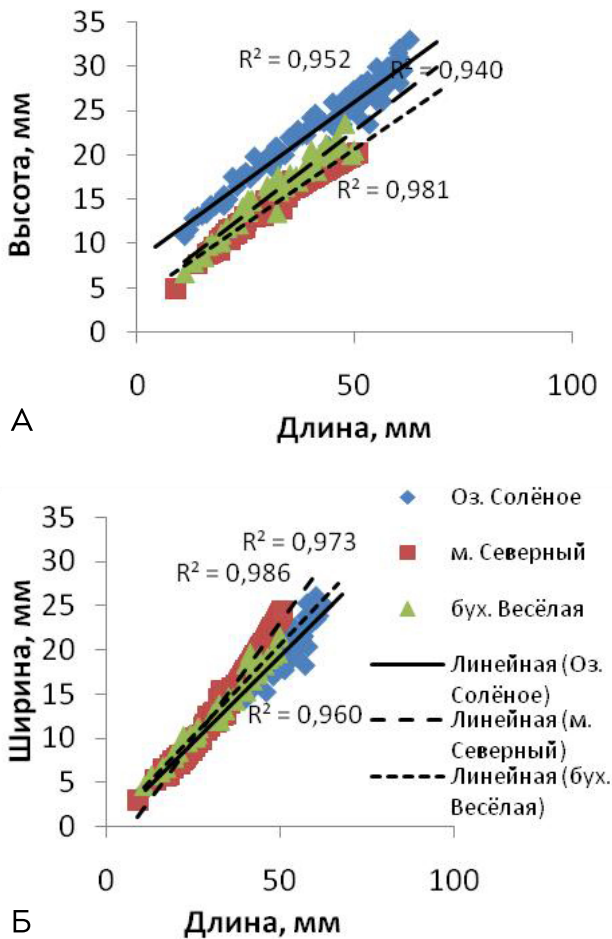 35
30
25
20
15
10
5
0
Высота, мм
R² = 0,952
R² = 0,940
R² = 0,981
0
50
100
Длина, мм
А
35
30
25
20
15
10
5
0
Ширина, мм
R² = 0,973
R² = 0,986
R² = 0,960
0
50
100
Длина, мм
Б
Оз. Солёное
м. Северный
бух. Весёлая
Линейная (Оз.
Солёное)
Линейная (м.
Северный)
Линейная (бух.
Весёлая)